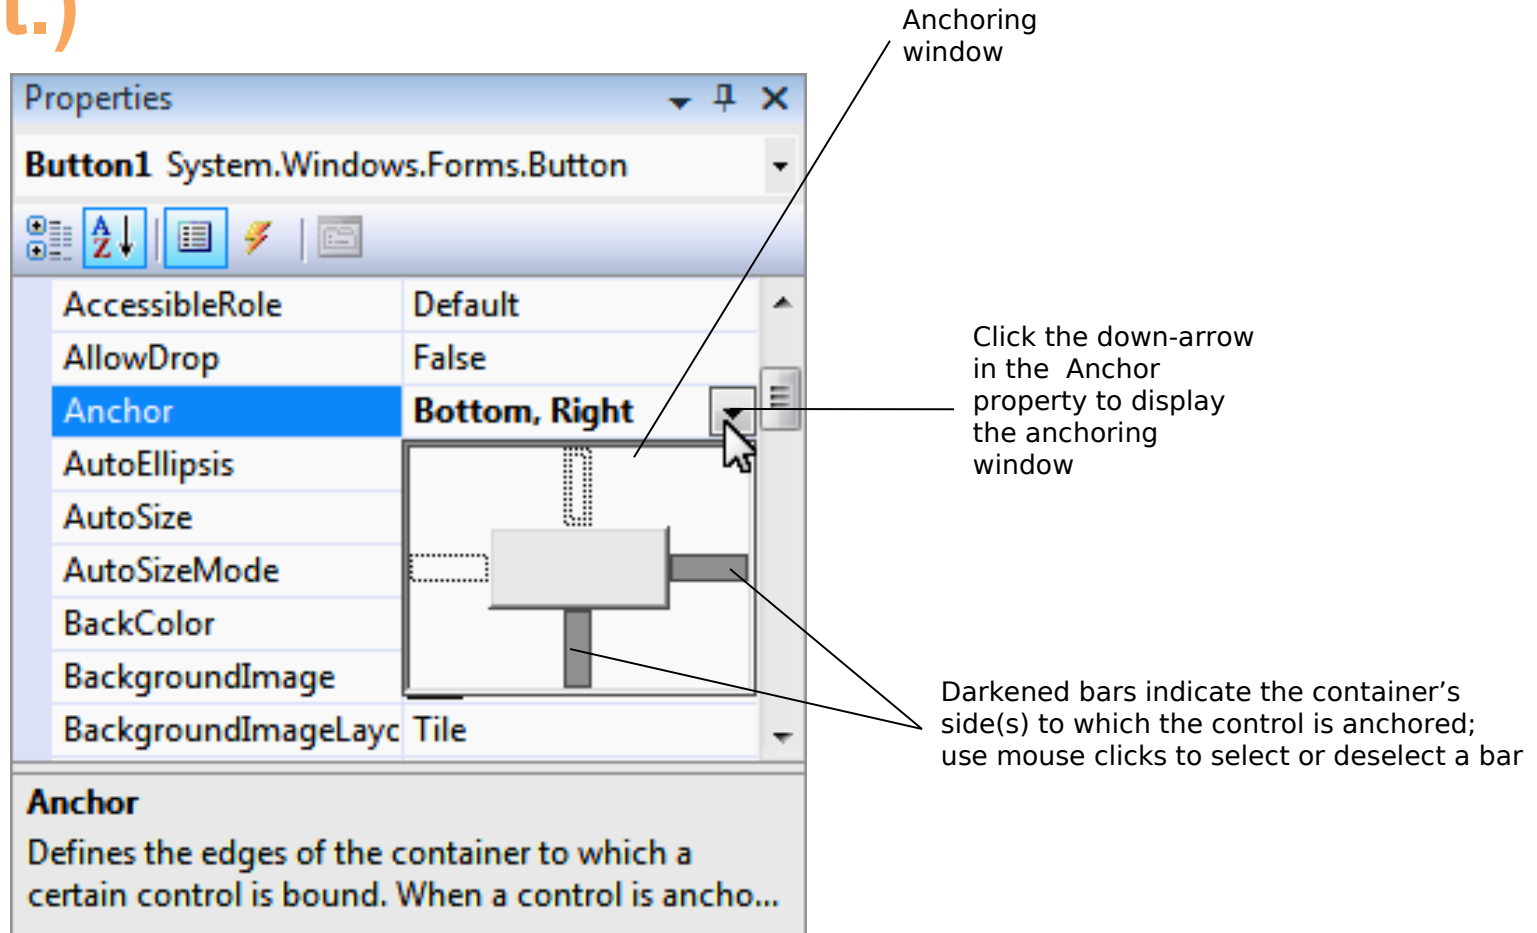 t.)
Anchoring
window
Properties
Button1 System.Windows.Forms.Button
AccessibleRole Default
AllowDrop False
Anchor Bottom, Right
AutoEllipsis
AutoSize
AutoSizeMode
BackColor
BackgroundImage
BackgroundImageLayc Tile
Click the down-arrow
in the Anchor
property to display
the anchoring
window
Darkened bars indicate the container’s
side(s) to which the control is anchored;
use mouse clicks to select or deselect a bar
Anchor
Defines the edges of the container to which a
certain control is bound. When a control is ancho...